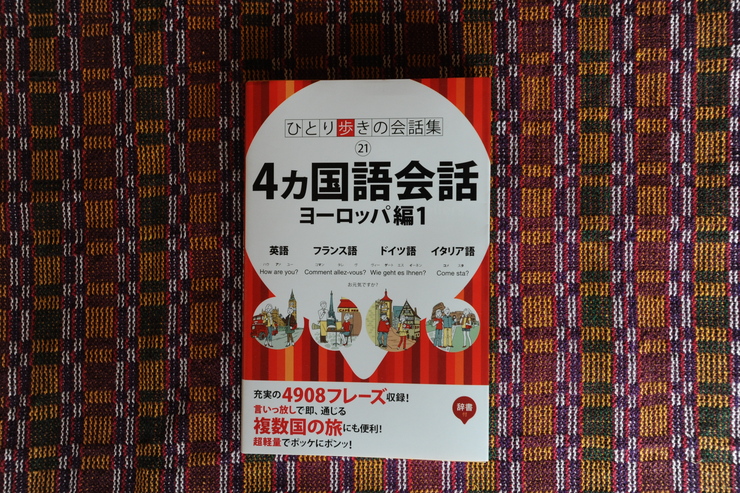 ひとり歩きの会話集
21
4カ国語会話
ヨーロッパ編1
英語 フランス語 ドイツ語 イタリア語
How are you? Comment allez-vous? Wie geht es Ihnen? Come sta?
お元気ですか?
充実の4908フレーズ収録!
言いっ放しで即、通じる
複数国の旅にも便利!
超軽量でポッケにポンッ!
辞書
付